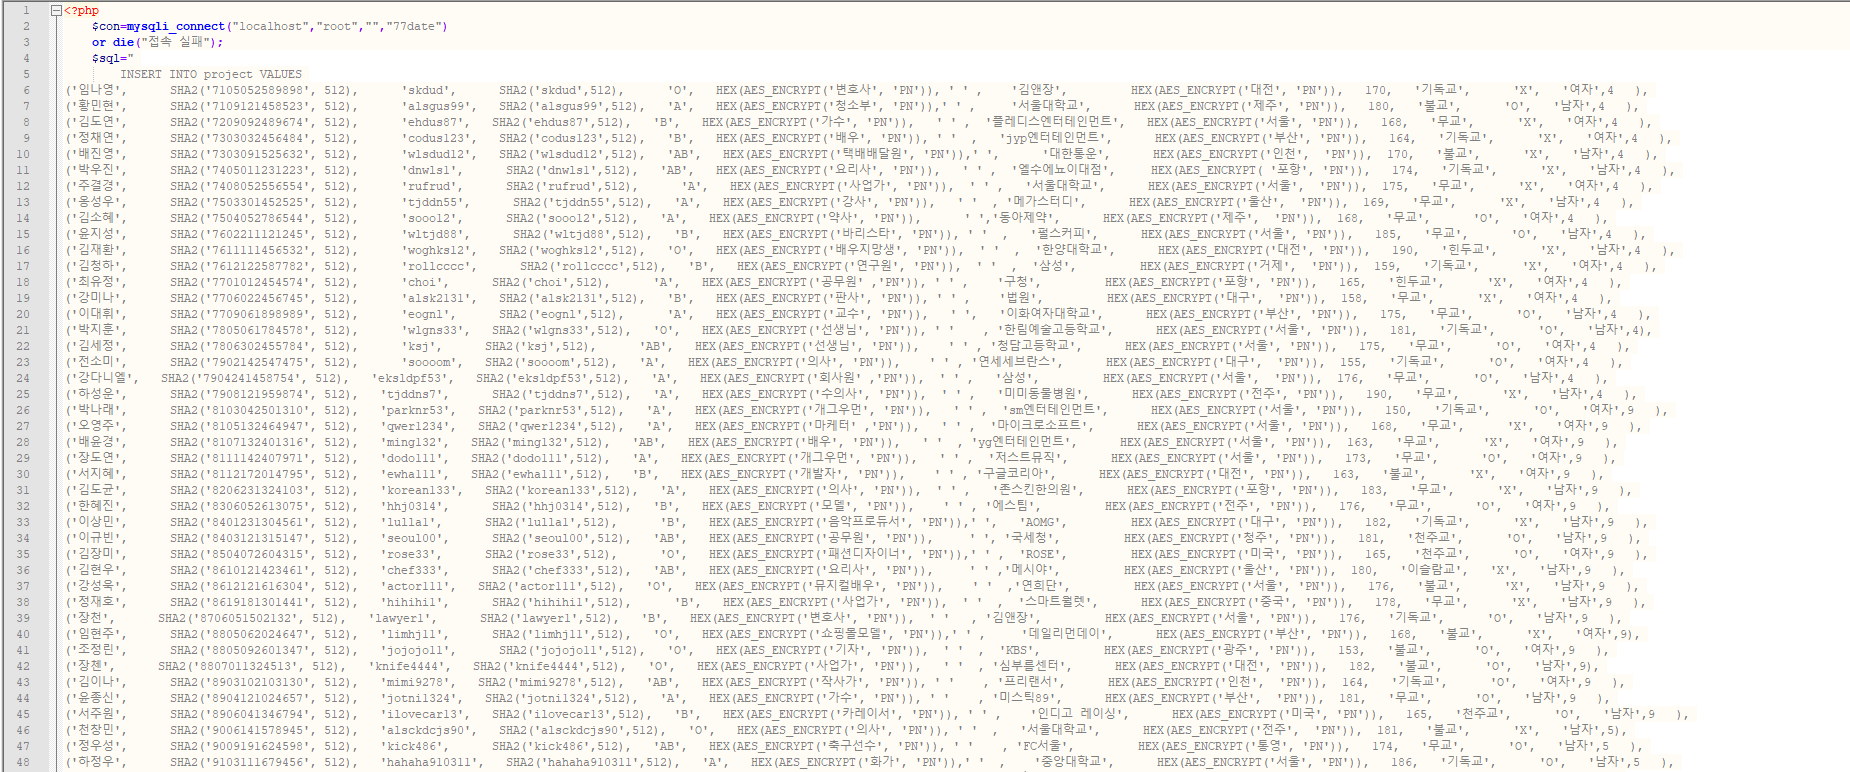 1 <?php
2 $con=mysqli_connect("localhost","root","","77date")
3 or die("접속 실패");
4 $sql="
5 INSERT INTO project VALUES
6 ('임나영', SHA2('7105052589898', 512), 'skdud', SHA2('skdud',512), 'O', HEX(AES_ENCRYPT('변호사', 'PN')), ' ' , '김앤장', HEX(AES_ENCRYPT('대전', 'PN')), 170, '기독교', 'X', '여자',4 ),
7 ('황민현', SHA2('7109121458523', 512), 'alsgus99', SHA2('alsgus99',512), 'A', HEX(AES_ENCRYPT('청소부', 'PN')), ' ' , '서울대학교', HEX(AES_ENCRYPT('제주', 'PN')), 180, '불교', 'O', '남자',4 ),
8 ('김도연', SHA2('7209092489674', 512), 'ehdus87', SHA2('ehdus87',512), 'B', HEX(AES_ENCRYPT('가수', 'PN')), ' ' , '플레디스엔터테인먼트', HEX(AES_ENCRYPT('서울', 'PN')), 168, '무교', 'X', '여자',4 ),
9 ('정채연', SHA2('7303032456484', 512), 'codus123', SHA2('codus123',512), 'B', HEX(AES_ENCRYPT('배우', 'PN')), ' ' , 'jyp엔터테인먼트', HEX(AES_ENCRYPT('부산', 'PN')), 164, '기독교', 'X', '여자',4 ),
10 ('배진영', SHA2('7303091525632', 512), 'wlsdud12', SHA2('wlsdud12',512), 'AB', HEX(AES_ENCRYPT('택배배달원', 'PN')),' ', '대한통운', HEX(AES_ENCRYPT('인천', 'PN')), 170, '불교', 'X', '남자',4 ),
11 ('박우진', SHA2('7405011231223', 512), 'dnwls1', SHA2('dnwls1',512), 'AB', HEX(AES_ENCRYPT('요리사', 'PN')), ' ' , '엘수에뇨이대점', HEX(AES_ENCRYPT( '포항', 'PN')), 174, '기독교', 'X', '남자',4 ),
12 ('주결경', SHA2('7408052556554', 512), 'rufrud', SHA2('rufrud',512), 'A', HEX(AES_ENCRYPT('사업가', 'PN')), ' ' , '서울대학교', HEX(AES_ENCRYPT('서울', 'PN')), 175, '무교', 'X', '여자',4 ),
13 ('옹성우', SHA2('7503301452525', 512), 'tjddn55', SHA2('tjddn55',512), 'A', HEX(AES_ENCRYPT('강사', 'PN')), ' ' , '메가스터디', HEX(AES_ENCRYPT('울산', 'PN')), 169, '무교', 'X', '남자',4 ),
14 ('김소혜', SHA2('7504052786544', 512), 'sooo12', SHA2('sooo12',512), 'A', HEX(AES_ENCRYPT('약사', 'PN')), ' ','동아제약', HEX(AES_ENCRYPT('제주', 'PN')), 168, '무교', 'O', '여자',4 ),
15 ('윤지성', SHA2('7602211121245', 512), 'wltjd88', SHA2('wltjd88',512), 'B', HEX(AES_ENCRYPT('바리스타', 'PN')), ' ' , '펄스커피', HEX(AES_ENCRYPT('서울', 'PN')), 185, '무교', 'O', '남자',4 ),
16 ('김재환', SHA2('7611111456532', 512), 'woghks12', SHA2('woghks12',512), 'O', HEX(AES_ENCRYPT('배우지망생', 'PN')), ' ' , '한양대학교', HEX(AES_ENCRYPT('대전', 'PN')), 190, '힌두교', 'X', '남자',4 ),
17 ('김청하', SHA2('7612122587782', 512), 'rollcccc', SHA2('rollcccc',512), 'B', HEX(AES_ENCRYPT('연구원', 'PN')), ' ' , '삼성', HEX(AES_ENCRYPT('거제', 'PN')), 159, '기독교', 'X', '여자',4 ),
18 ('최유정', SHA2('7701012454574', 512), 'choi', SHA2('choi',512), 'A', HEX(AES_ENCRYPT('공무원' ,'PN')), ' ' , '구청', HEX(AES_ENCRYPT('포항', 'PN')), 165, '힌두교', 'X', '여자',4 ),
19 ('강미나', SHA2('7706022456745', 512), 'alsk2131', SHA2('alsk2131',512), 'B', HEX(AES_ENCRYPT('판사', 'PN')), ' ' , '법원', HEX(AES_ENCRYPT('대구', 'PN')), 158, '무교', 'X', '여자',4 ),
20 ('이대휘', SHA2('7709061898989', 512), 'eogn1', SHA2('eogn1',512), 'A', HEX(AES_ENCRYPT('교수', 'PN')), ' ' , '이화여자대학교', HEX(AES_ENCRYPT('부산', 'PN')), 175, '무교', 'O', '남자',4 ),
21 ('박지훈', SHA2('7805061784578', 512), 'wlgns33', SHA2('wlgns33',512), 'O', HEX(AES_ENCRYPT('선생님', 'PN')), ' ' , '한림예술고등학교', HEX(AES_ENCRYPT('서울', 'PN')), 181, '기독교', 'O', '남자',4),
22 ('김세정', SHA2('7806302455784', 512), 'ksj', SHA2('ksj',512), 'AB', HEX(AES_ENCRYPT('선생님', 'PN')), ' ' , '청담고등학교', HEX(AES_ENCRYPT('서울', 'PN')), 175, '무교', 'O', '여자',4 ),
23 ('전소미', SHA2('7902142547475', 512), 'soooom', SHA2('soooom',512), 'A', HEX(AES_ENCRYPT('의사', 'PN')), ' ' , '연세세브란스', HEX(AES_ENCRYPT('대구', 'PN')), 155, '기독교', 'O', '여자',4 ),
24 ('강다니엘', SHA2('7904241458754', 512), 'eksldpf53', SHA2('eksldpf53',512), 'A', HEX(AES_ENCRYPT('회사원', 'PN')), ' ' , '삼성', HEX(AES_ENCRYPT('서울', 'PN')), 176, '무교', 'O', '남자',4 ),
25 ('하성운', SHA2('7908121959874', 512), 'tjddns7', SHA2('tjddns7',512), 'A', HEX(AES_ENCRYPT('수의사', 'PN')), ' ' , '미미동물병원', HEX(AES_ENCRYPT('전주', 'PN')), 190, '무교', 'X', '남자',4 ),
26 ('박나래', SHA2('8103042501310', 512), 'parknr53', SHA2('parknr53',512), 'A', HEX(AES_ENCRYPT('개그우먼', 'PN')), ' ' , 'sm엔터테인먼트', HEX(AES_ENCRYPT('서울', 'PN')), 150, '기독교', 'O', '여자',9 ),
27 ('오영주', SHA2('8105132464947', 512), 'qwer1234', SHA2('qwer1234',512), 'A', HEX(AES_ENCRYPT('마케터', 'PN')), ' ' , '마이크로소프트', HEX(AES_ENCRYPT('서울', 'PN')), 168, '무교', 'X', '여자',9 ),
28 ('배윤경', SHA2('8107132401316', 512), 'ming132', SHA2('ming132',512), 'AB', HEX(AES_ENCRYPT('배우', 'PN')), ' ' , 'yg엔터테인먼트', HEX(AES_ENCRYPT('서울', 'PN')), 163, '무교', 'X', '여자',9 ),
29 ('장도연', SHA2('8111142407971', 512), 'dodo111', SHA2('dodo111',512), 'A', HEX(AES_ENCRYPT('개그우먼', 'PN')), ' ' , '저스트뮤직', HEX(AES_ENCRYPT('서울', 'PN')), 173, '무교', 'O', '여자',9 ),
30 ('서지혜', SHA2('8112172014795', 512), 'ewha111', SHA2('ewha111',512), 'B', HEX(AES_ENCRYPT('개발자', 'PN')), ' ' , '구글코리아', HEX(AES_ENCRYPT('대전', 'PN')), 163, '불교', 'X', '여자',9 ),
31 ('김도균', SHA2('8206231324103', 512), 'korean133', SHA2('korean133',512), 'A', HEX(AES_ENCRYPT('의사', 'PN')), ' ' , '존스킨한의원', HEX(AES_ENCRYPT('포항', 'PN')), 183, '무교', 'X', '남자',9 ),
32 ('한혜진', SHA2('8306052613075', 512), 'hhj0314', SHA2('hhj0314',512), 'B', HEX(AES_ENCRYPT('모델', 'PN')), ' ' , '에스팀', HEX(AES_ENCRYPT('전주', 'PN')), 176, '무교', 'O', '여자',9 ),
33 ('이상민', SHA2('8401231304561', 512), 'lulla1', SHA2('lulla1',512), 'B', HEX(AES_ENCRYPT('음악프로듀서', 'PN')),' ' , 'AOMG', HEX(AES_ENCRYPT('대구', 'PN')), 182, '기독교', 'X', '남자',9 ),
34 ('이규빈', SHA2('8403121315147', 512), 'seoul00', SHA2('seoul00',512), 'AB', HEX(AES_ENCRYPT('공무원', 'PN')), ' ' , '국세청', HEX(AES_ENCRYPT('청주', 'PN')), 181, '천주교', 'O', '남자',9 ),
35 ('김장미', SHA2('8504072604315', 512), 'rose33', SHA2('rose33',512), 'O', HEX(AES_ENCRYPT('패션디자이너', 'PN')),' ' , 'ROSE', HEX(AES_ENCRYPT('미국', 'PN')), 165, '천주교', 'O', '여자',9 ),
36 ('김현우', SHA2('8610121423461', 512), 'chef333', SHA2('chef333',512), 'AB', HEX(AES_ENCRYPT('요리사', 'PN')), ' ' , '메시야', HEX(AES_ENCRYPT('울산', 'PN')), 180, '이슬람교', 'X', '남자',9 ),
37 ('강성욱', SHA2('8612121616304', 512), 'actor111', SHA2('actor111',512), 'O', HEX(AES_ENCRYPT('뮤지컬배우', 'PN')), ' ' , '연희단', HEX(AES_ENCRYPT('서울', 'PN')), 176, '불교', 'X', '남자',9 ),
38 ('정재호', SHA2('8619181301441', 512), 'hihihi1', SHA2('hihihi1',512), 'B', HEX(AES_ENCRYPT('사업가', 'PN')), ' ' , '스마트월렛', HEX(AES_ENCRYPT('중국', 'PN')), 178, '무교', 'X', '남자',9 ),
39 ('장천', SHA2('8706051502132', 512), 'lawyer1', SHA2('lawyer1',512), 'B', HEX(AES_ENCRYPT('변호사', 'PN')), ' ' , '김앤장', HEX(AES_ENCRYPT('서울', 'PN')), 176, '기독교', 'O', '남자',9 ),
40 ('임현주', SHA2('8805062024647', 512), 'limhj11', SHA2('limhj11',512), 'O', HEX(AES_ENCRYPT('쇼핑몰모델', 'PN')),' ' , '데일리먼데이', HEX(AES_ENCRYPT('부산', 'PN')), 168, '불교', 'X', '여자',9),
41 ('조정린', SHA2('8805092601347', 512), 'jojojo11', SHA2('jojojo11',512), 'O', HEX(AES_ENCRYPT('기자', 'PN')), ' ' , 'KBS', HEX(AES_ENCRYPT('광주', 'PN')), 153, '불교', 'O', '여자',9 ),
42 ('장첸', SHA2('8807011324513', 512), 'knife4444', SHA2('knife4444',512), 'O', HEX(AES_ENCRYPT('사업가', 'PN')), ' ' , '심부름센터', HEX(AES_ENCRYPT('대전', 'PN')), 182, '불교', 'O', '남자',9),
43 ('김이나', SHA2('8903102103130', 512), 'mimi9278', SHA2('mimi9278',512), 'AB', HEX(AES_ENCRYPT('작사가', 'PN')), ' ' , '프리랜서', HEX(AES_ENCRYPT('인천', 'PN')), 164, '기독교', 'O', '여자',9 ),
44 ('윤종신', SHA2('8904121024657', 512), 'jotni1324', SHA2('jotni1324',512), 'A', HEX(AES_ENCRYPT('가수', 'PN')), ' ' , '미스틱89', HEX(AES_ENCRYPT('부산', 'PN')), 181, '무교', 'O', '남자',9 ),
45 ('서주원', SHA2('8906041346794', 512), 'ilovecar13', SHA2('ilovecar13',512), 'B', HEX(AES_ENCRYPT('카레이서', 'PN')), ' ' , '인디고 레이싱', HEX(AES_ENCRYPT('미국', 'PN')), 165, '천주교', 'O', '남자',9 ),
46 ('천창민', SHA2('9006141578945', 512), 'alsckdcjs90', SHA2('alsckdcjs90',512), 'O', HEX(AES_ENCRYPT('의사', 'PN')), ' ' , '서울대학교', HEX(AES_ENCRYPT('전주', 'PN')), 181, '불교', 'X', '남자',5),
47 ('정우성', SHA2('9009191624598', 512), 'kick486', SHA2('kick486',512), 'AB', HEX(AES_ENCRYPT('축구선수', 'PN')), ' ' , 'FC서울', HEX(AES_ENCRYPT('통영', 'PN')), 174, '무교', 'O', '남자',5 ),
48 ('하정우', SHA2('9103111679456', 512), 'hahaha910311', SHA2('hahaha910311',512), 'A', HEX(AES_ENCRYPT('화가', 'PN')),' ' , '중앙대학교', HEX(AES_ENCRYPT('서울', 'PN')), 186, '기독교', 'O', '남자',5 ),